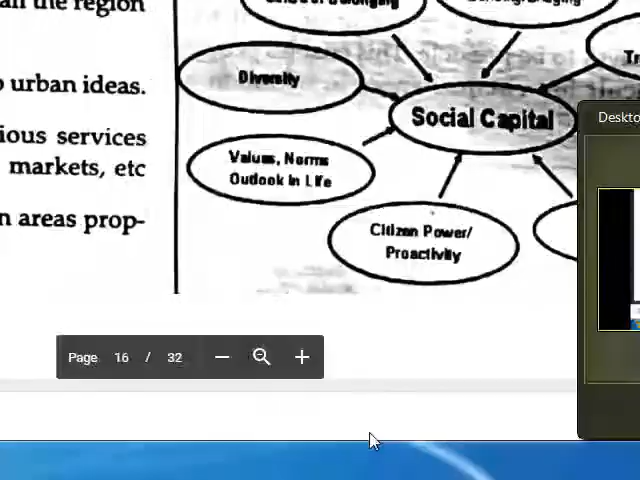 an the region
urban ideas.
ious services
markets, etc
n areas prop-
Diversity
Social Capital
Values, Norms
Outlook in Life
Citizen Power/
Proactivity
Page 16 / 32
Deskto